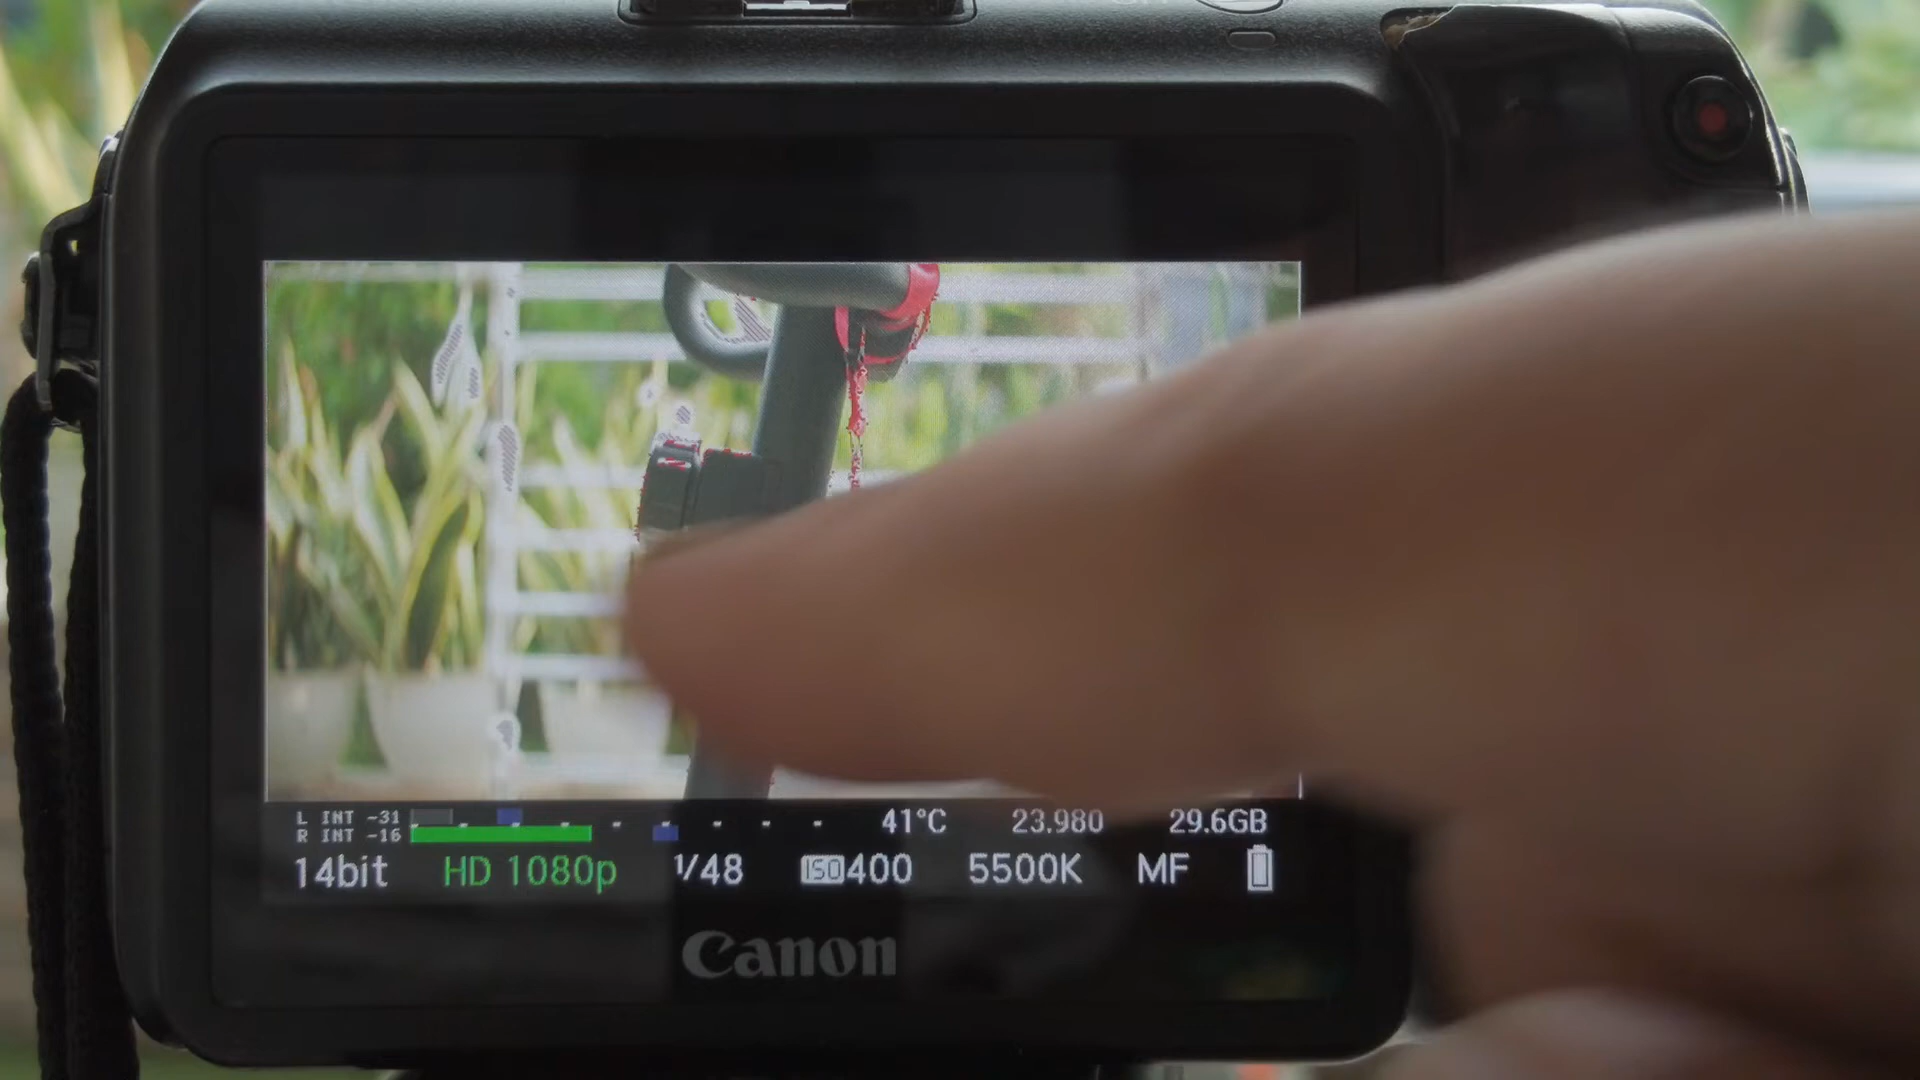 L INT -31
R INT -16
41°C 23.980 29.6GB
14bit HD 1080p 1/48 ISO400 5500K MF
Canon